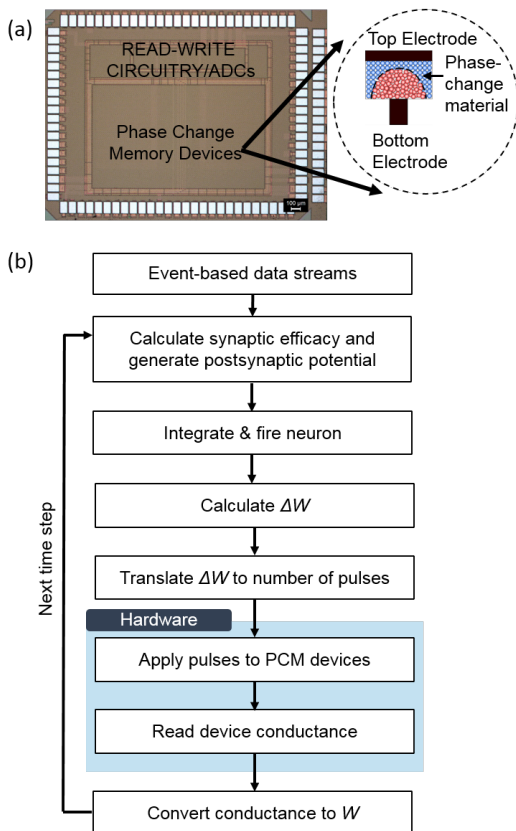 (a)
READ-WRITE
CIRCUITRY/ADCs
Phase Change
Memory Devices
100 µm
Top Electrode
Phase-
change
material
Bottom
Electrode
(b)
Event-based data streams
Calculate synaptic efficacy and
generate postsynaptic potential
Integrate & fire neuron
Calculate ΔW
Translate ΔW to number of pulses
Hardware
Apply pulses to PCM devices
Read device conductance
Convert conductance to W
Next time step